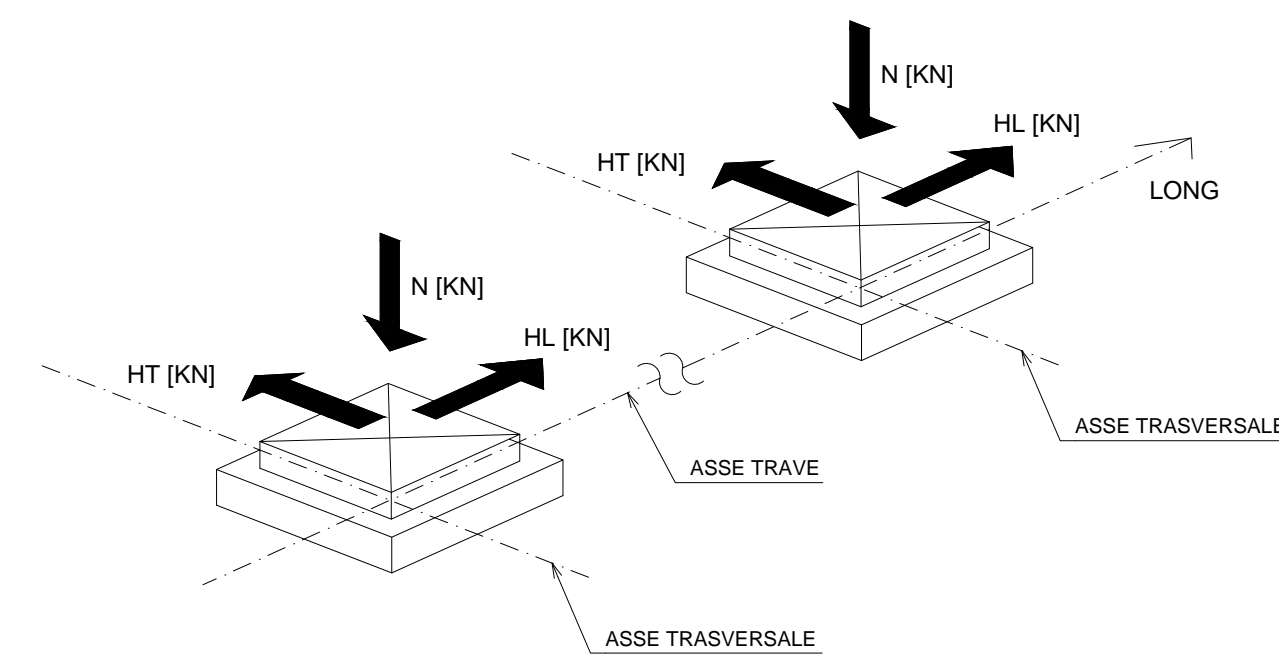 N [KN]
HL [KN]
HT [KN]
LONG
N [KN]
HL [KN]
HT [KN]
ASSE TRASVERSALE
ASSE TRAVE
ASSE TRASVERSALE